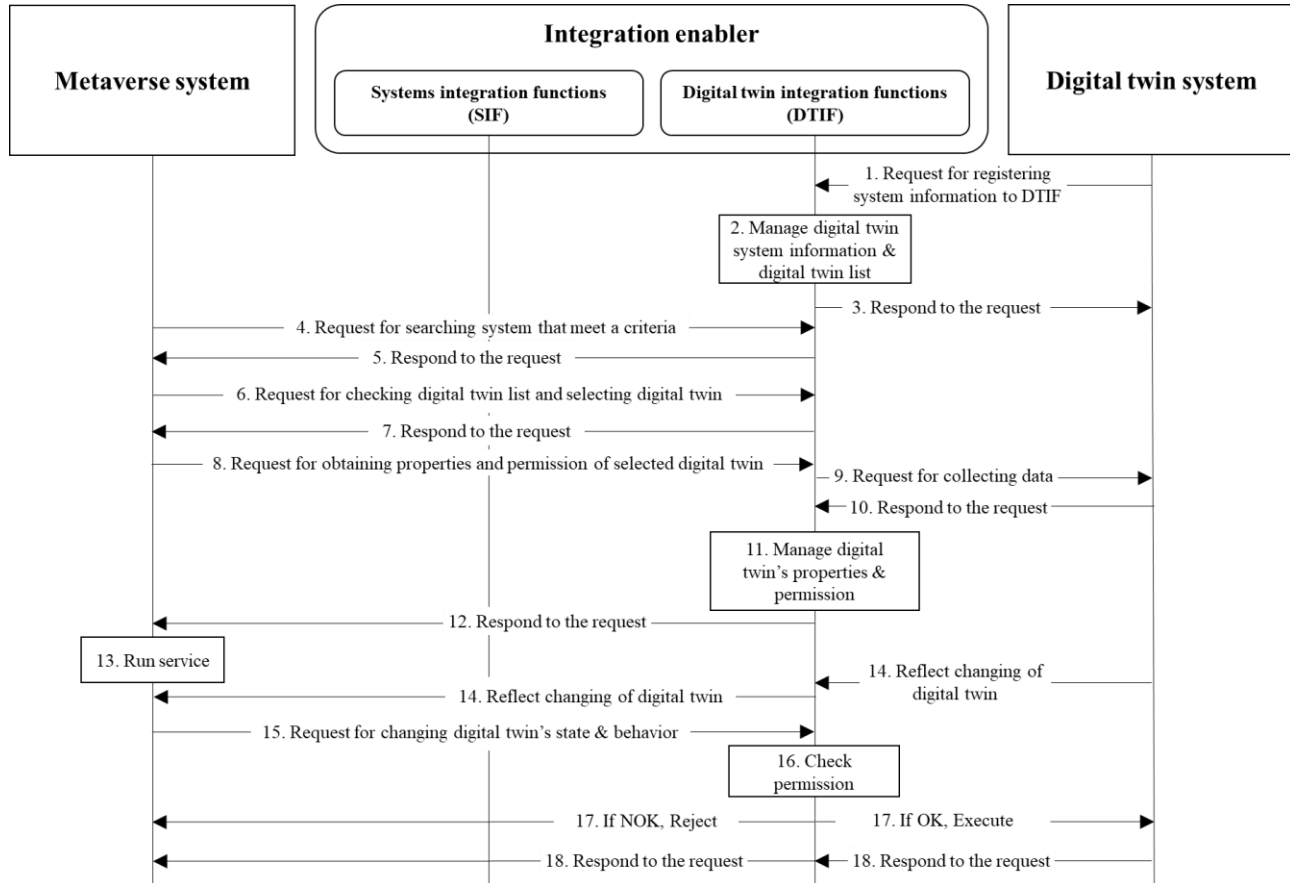 Metaverse system
Integration enabler
Systems integration functions
(SIF)
Digital twin integration functions
(DTIF)
Digital twin system
1. Request for registering
system information to DTIF
2. Manage digital twin
system information &
digital twin list
3. Respond to the request
4. Request for searching system that meet a criteria
5. Respond to the request
6. Request for checking digital twin list and selecting digital twin
7. Respond to the request
8. Request for obtaining properties and permission of selected digital twin
9. Request for collecting data
10. Respond to the request
11. Manage digital
twin’s properties &
permission
12. Respond to the request
13. Run service
14. Reflect changing of
digital twin
14. Reflect changing of digital twin
15. Request for changing digital twin’s state & behavior
16. Check
permission
17. If NOK, Reject
17. If OK, Execute
18. Respond to the request
18. Respond to the request